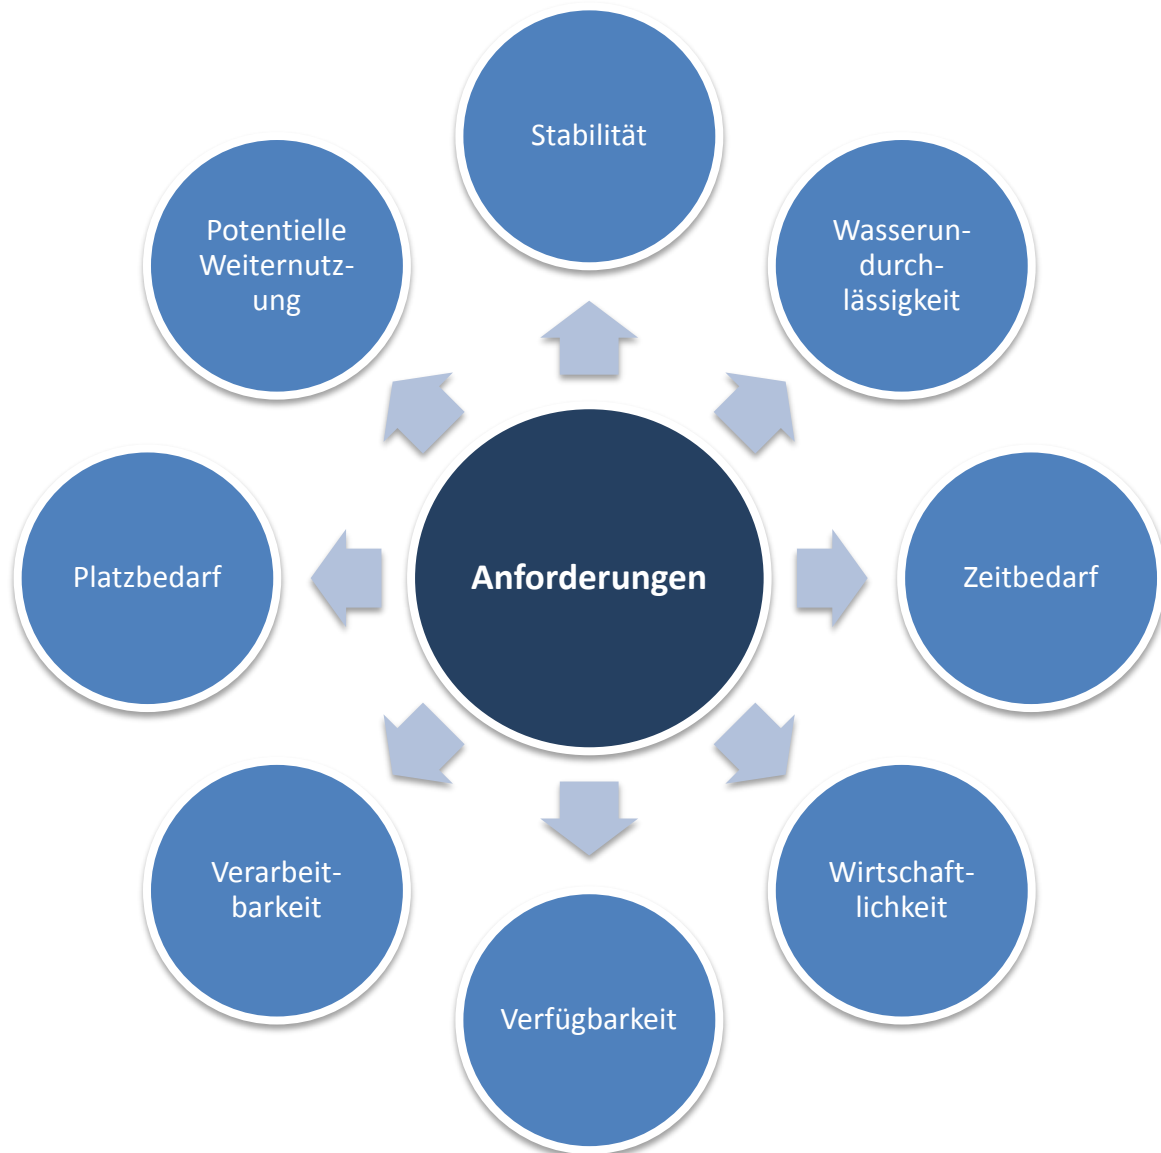 Stabilität
Potentielle
Weiternutz-
ung
Wasserun-
durch-
lässigkeit
Platzbedarf
Anforderungen
Zeitbedarf
Verarbeit-
barkeit
Wirtschaft-
lichkeit
Verfügbarkeit